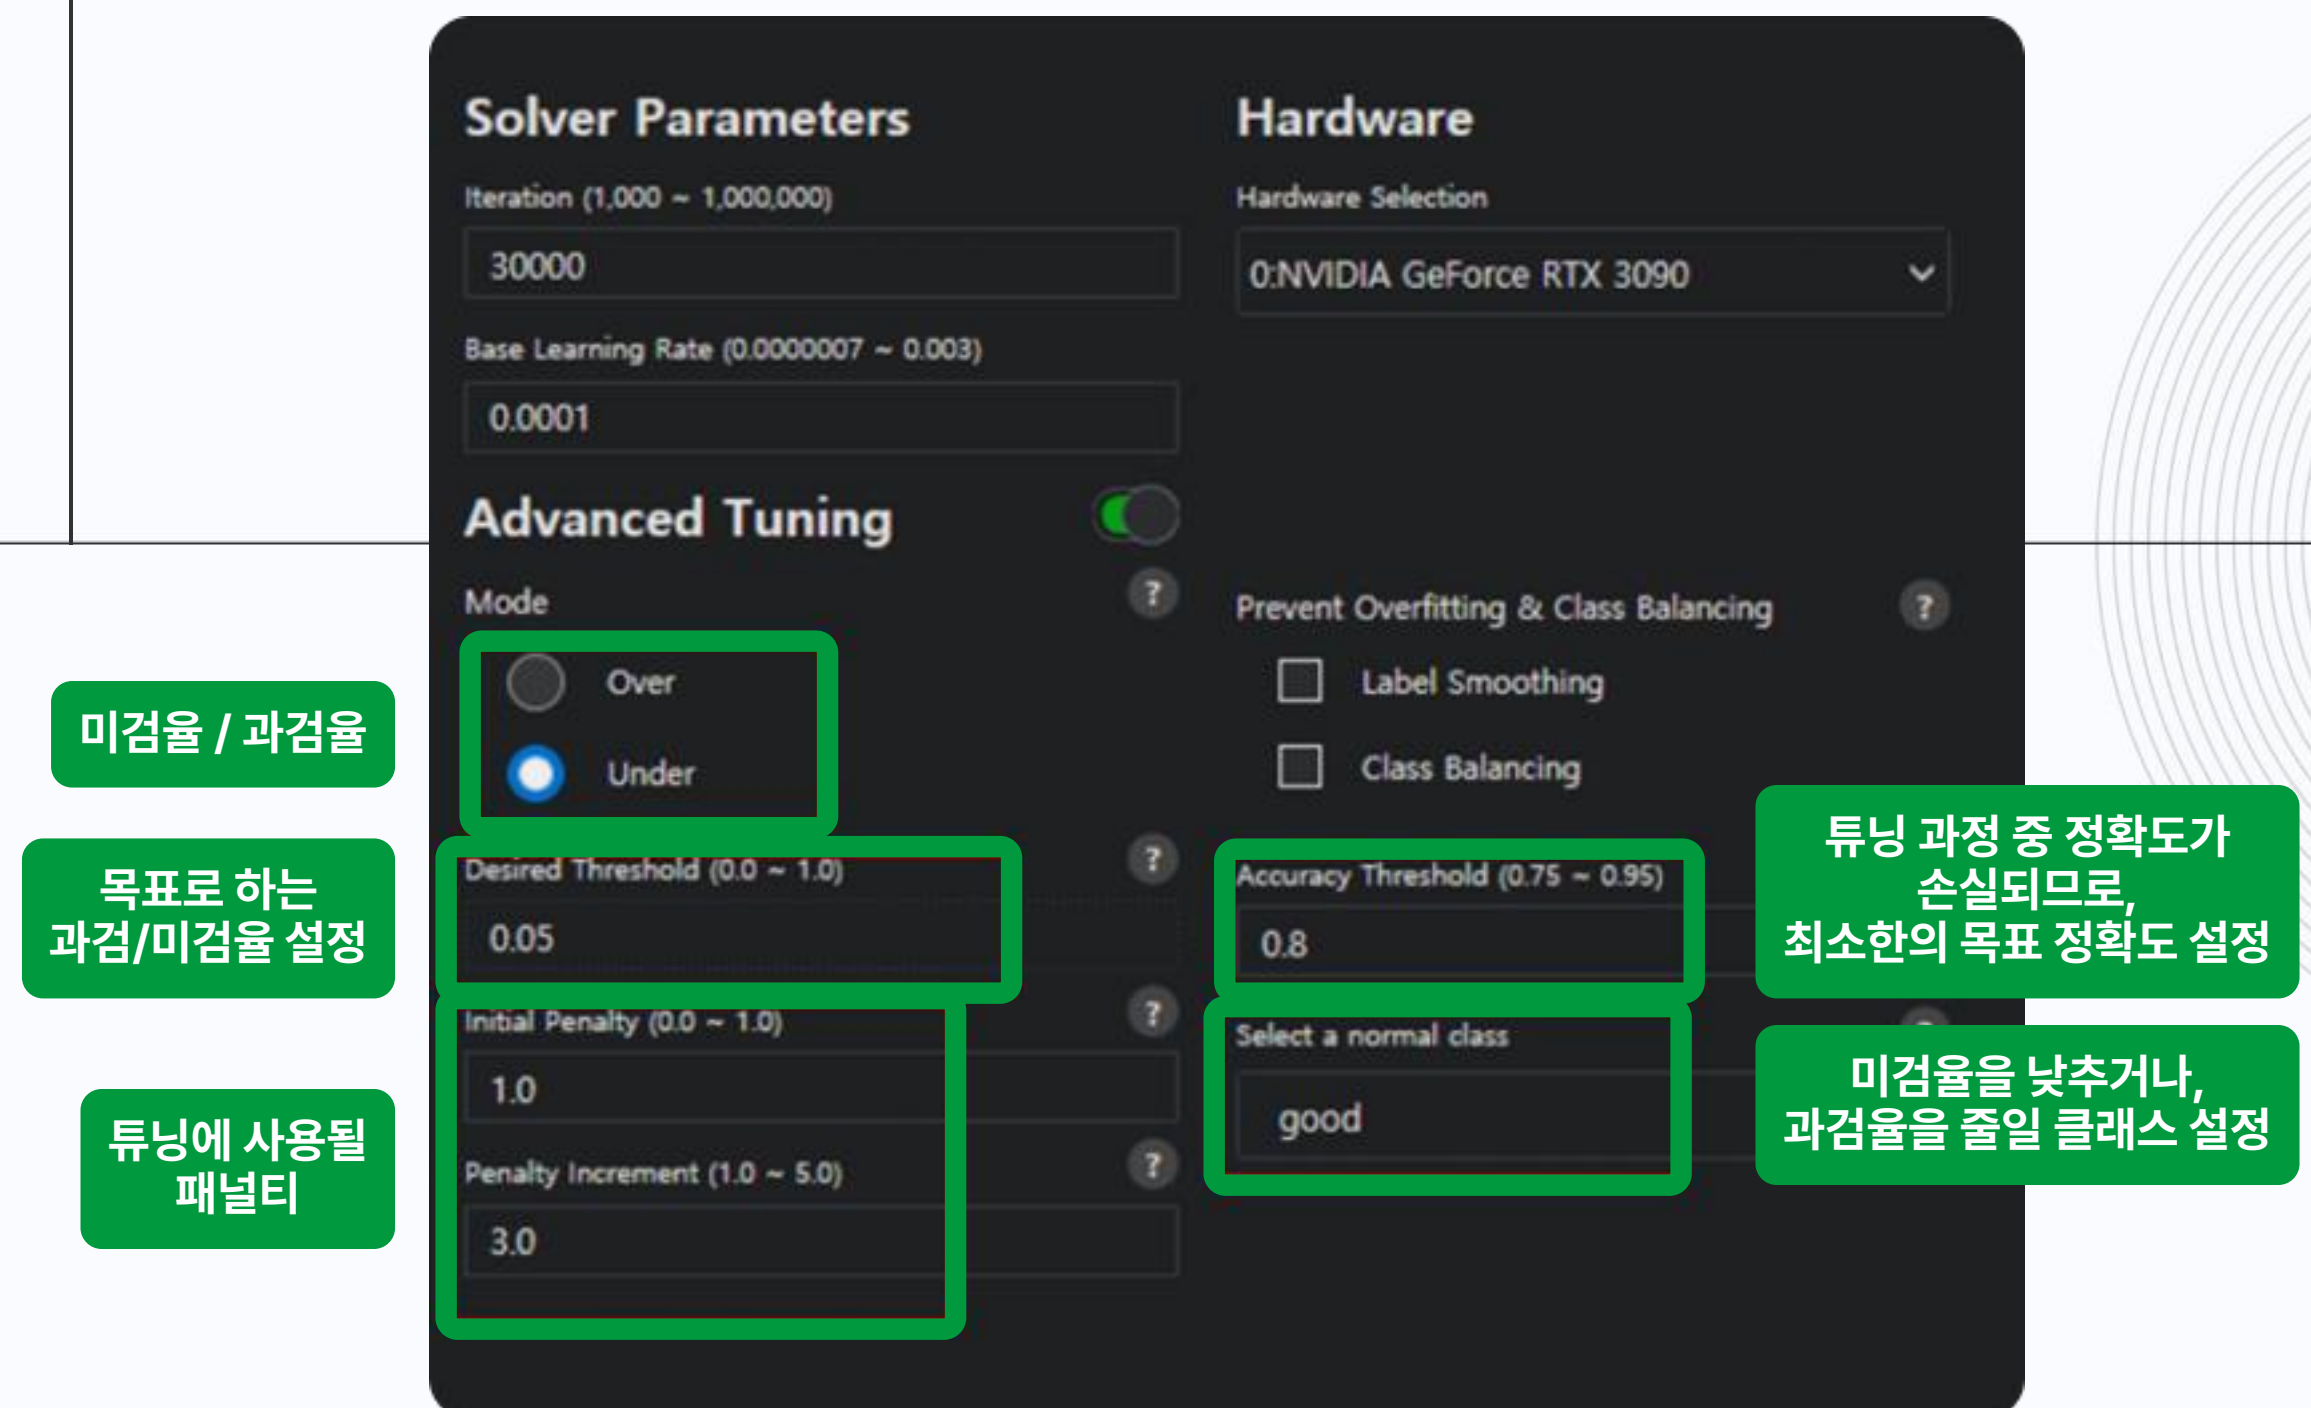 Solver Parameters
Iteration (1,000 ~ 1,000,000)
30000
Base Learning Rate (0.0000007 ~ 0.003)
0.0001
Hardware
Hardware Selection
0:NVIDIA GeForce RTX 3090
Advanced Tuning
Mode
?
Over
Under
미검율 / 과검율
Prevent Overfitting & Class Balancing
?
Label Smoothing
Class Balancing
목표로 하는
과검/미검율 설정
Desired Threshold (0.0 ~ 1.0)
?
0.05
Accuracy Threshold (0.75 ~ 0.95)
0.8
튜닝 과정 중 정확도가
손실되므로,
최소한의 목표 정확도 설정
튜닝에 사용될
패널티
Initial Penalty (0.0 ~ 1.0)
?
1.0
Penalty Increment (1.0 ~ 5.0)
?
3.0
Select a normal class
good
미검율을 낮추거나,
과검율을 줄일 클래스 설정